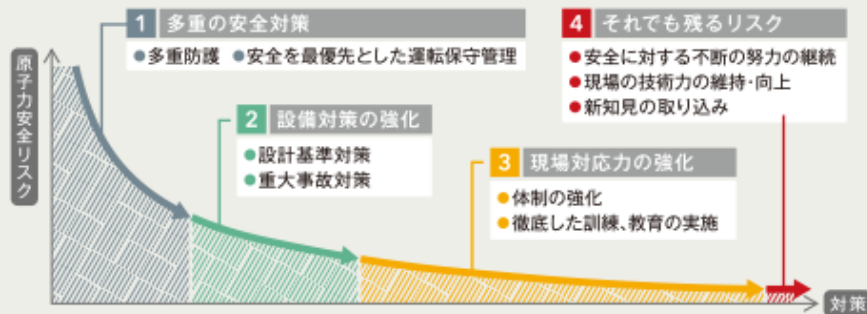 1 多重の安全対策
●多重防護 ●安全を最優先とした運転保守管理
4 それでも残るリスク
●安全に対する不断の努力の継続
●現場の技術力の維持・向上
●新知見の取り込み
原子力安全リスク
2 設備対策の強化
●設計基準対策
●重大事故対策
3 現場対応力の強化
●体制の強化
●徹底した訓練、教育の実施
対策